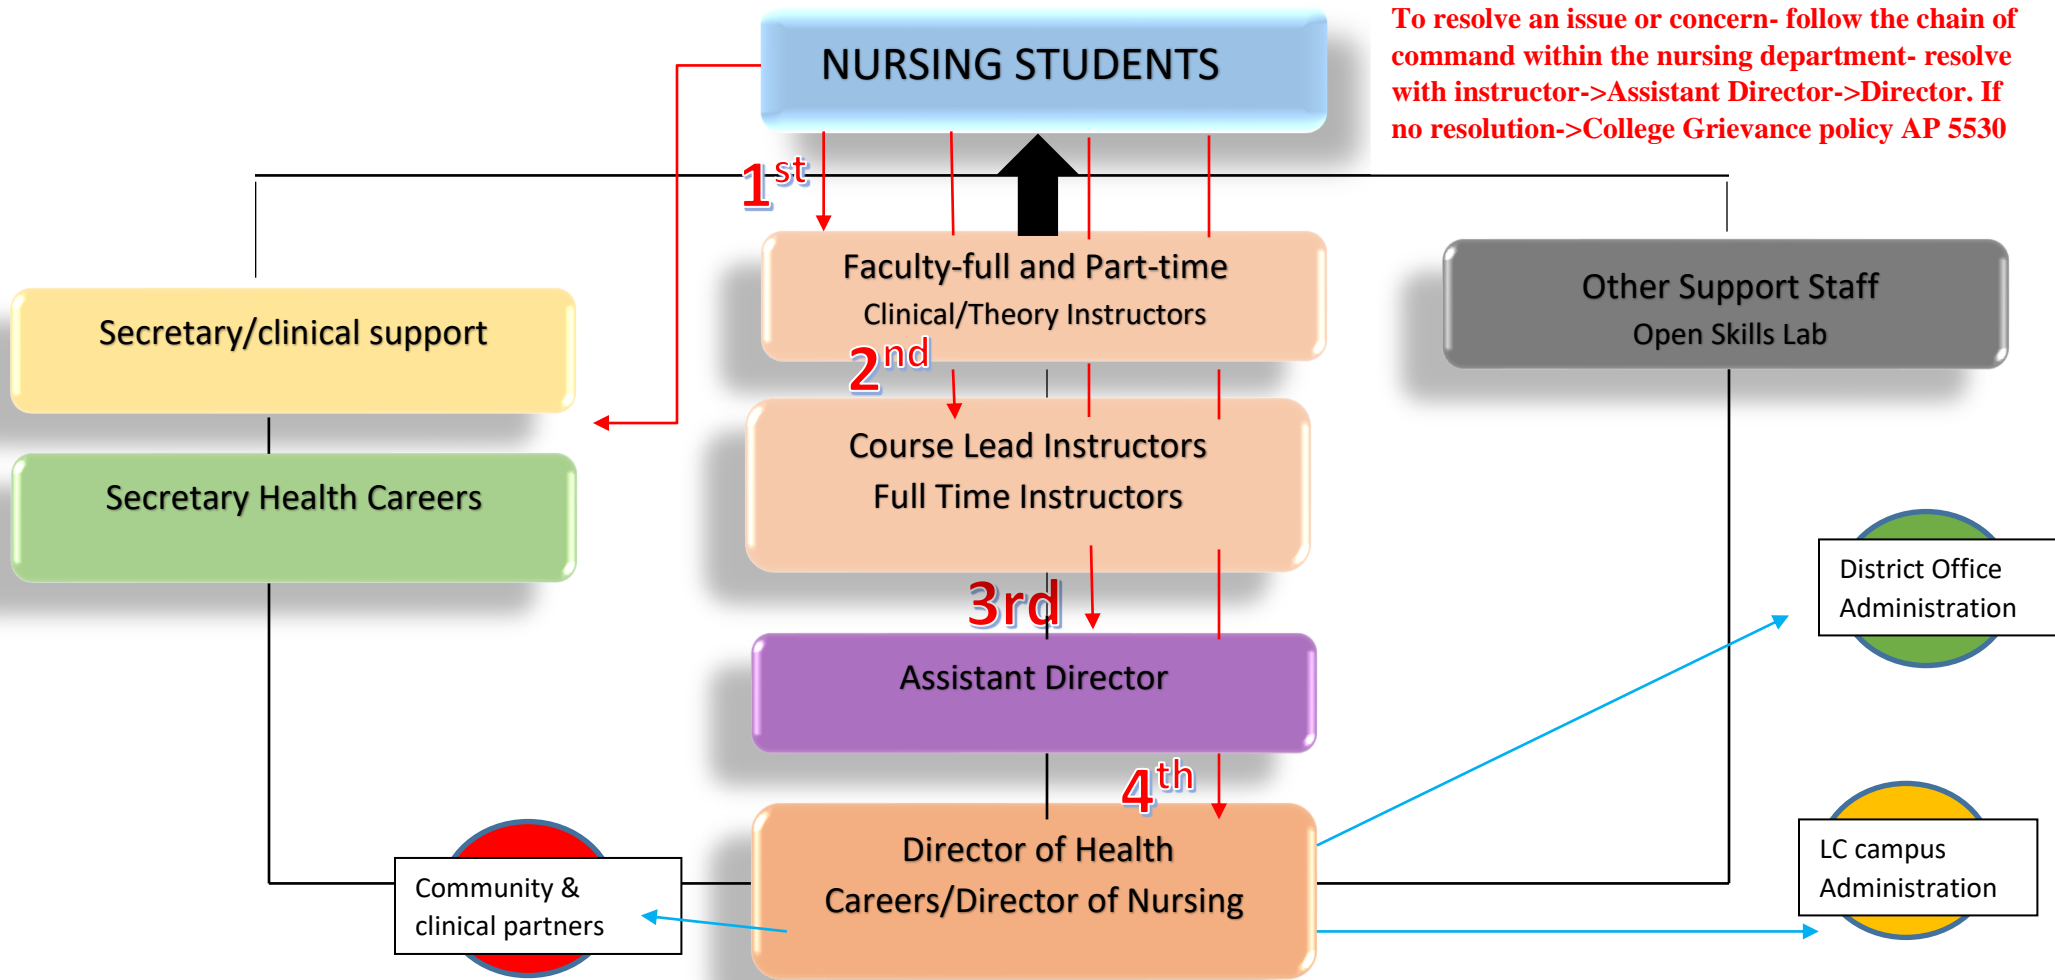 NURSING STUDENTS
To resolve an issue or concern- follow the chain of
command within the nursing department- resolve
with instructor->Assistant Director->Director. If
no resolution->College Grievance policy AP 5530
1st
Faculty-full and Part-time
Clinical/Theory Instructors
Secretary/clinical support
Other Support Staff
Open Skills Lab
2nd
Course Lead Instructors
Full Time Instructors
Secretary Health Careers
3rd
District Office
Administration
Assistant Director
4th
Director of Health
Careers/Director of Nursing
Community &
clinical partners
LC campus
Administration